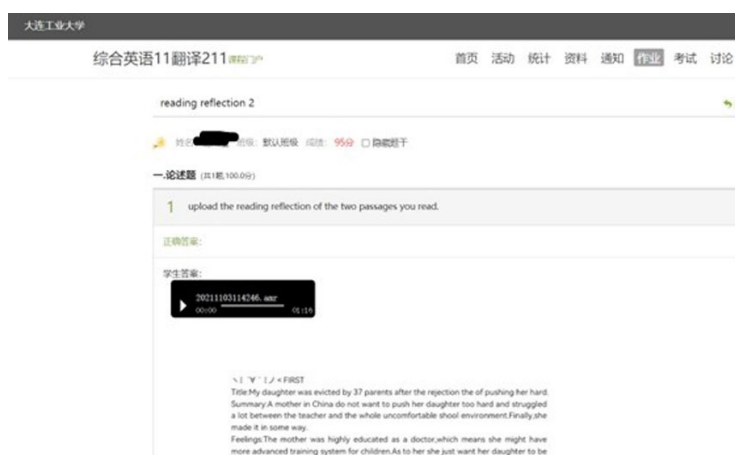 大连工业大学
综合英语11翻译211 课程门户 首页 活动 统计 资料 通知 作业 考试 讨论
reading reflection 2
姓名 班级: 默认班级 成绩: 95分 隐藏题干
一.论述题 (共1题,100.0分)
1 upload the reading reflection of the two passages you read.
正确答案:
学生答案:
20211103114246.amr
00:00 01:16
FIRST
Title:My daughter was evicted by 37 parents after the rejection the of pushing her hard.
Summary:A mother in China do not want to push her daughter too hard and struggled
a lot between the teacher and the whole uncomfortable shool environment.Finally,she
made it in some way.
Feelings:The mother was highly educated as a doctor,which means she might have
more advanced training system for children.As to her she just want her daughter to be